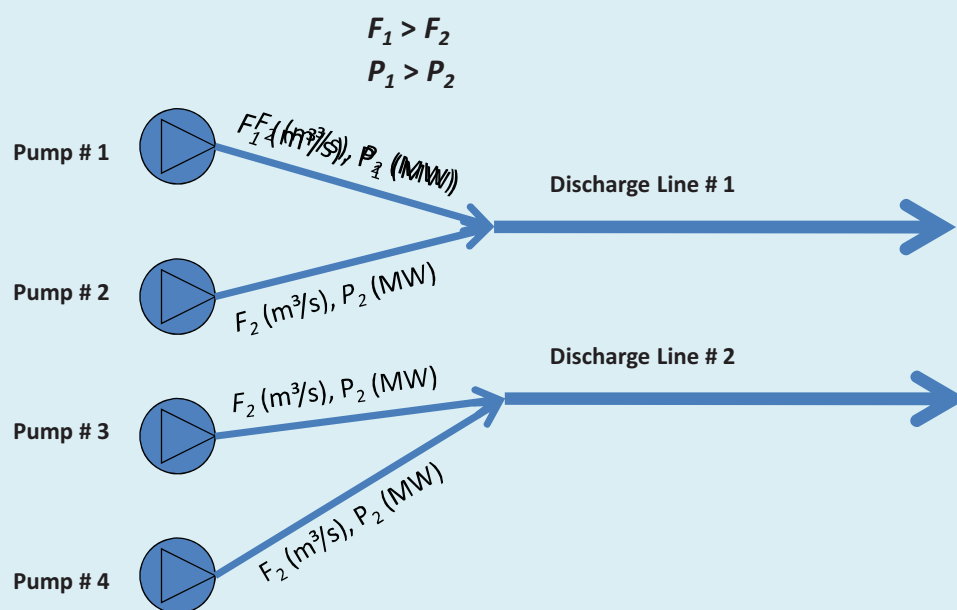 F₁ > F₂
P₁ > P₂
Pump # 1
Discharge Line # 1
Pump # 2
F₂ (m³/s), P₂ (MW)
Discharge Line # 2
F₂ (m³/s), P₂ (MW)
Pump # 3
F₂ (m³/s), P₂ (MW)
Pump # 4